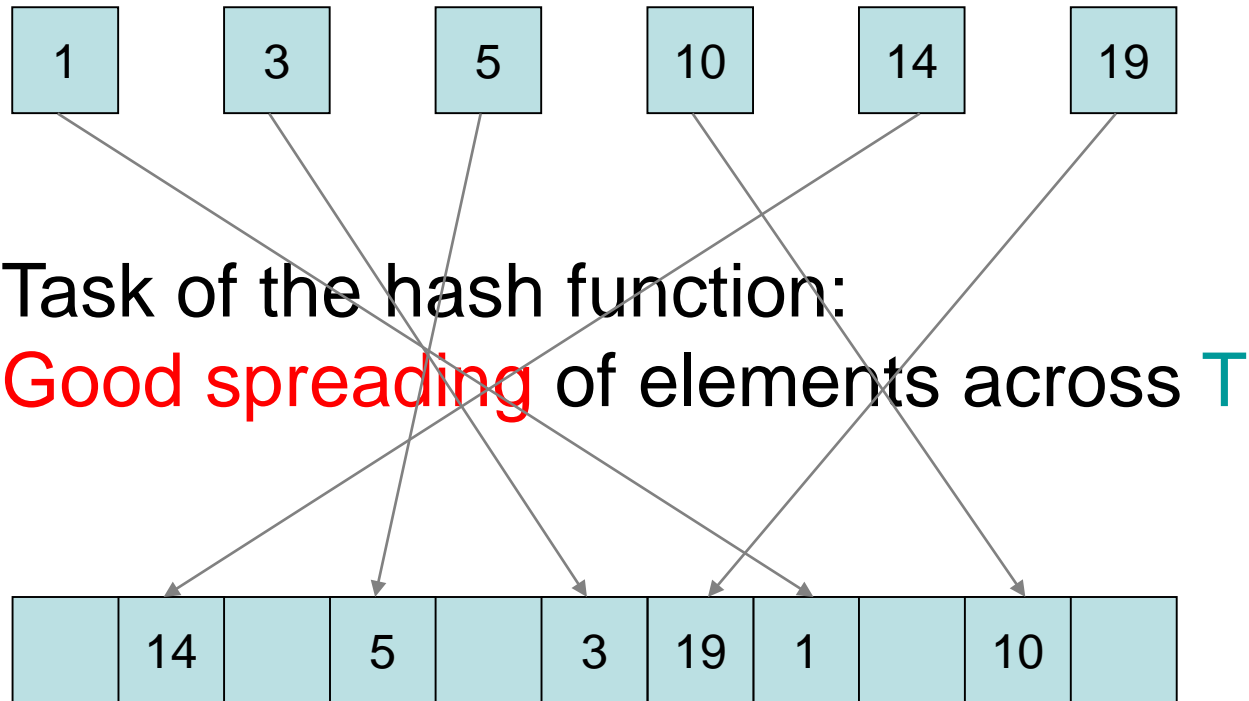 1 3 5 10 14 19
Task of the hash function:
Good spreading of elements across T
14 5 3 19 1 10